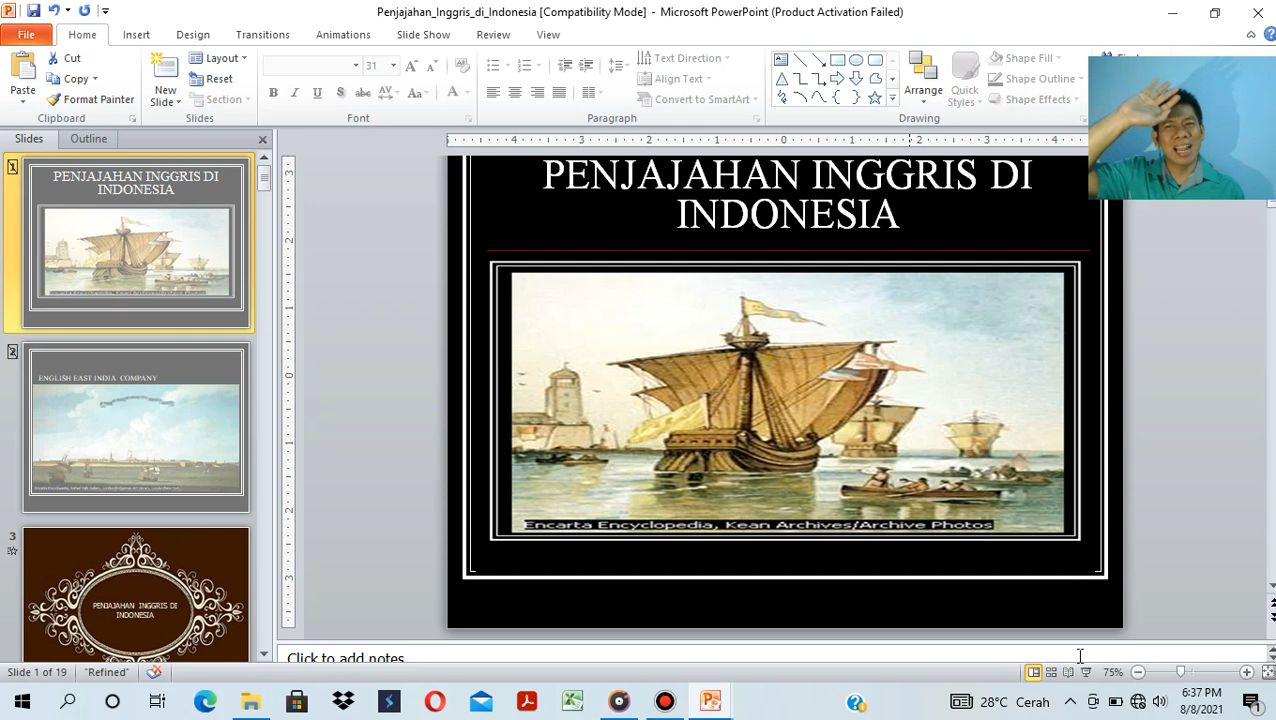 Penjajahan_Inggris_di_Indonesia [Compatibility Mode] - Microsoft PowerPoint (Product Activation Failed)
File Home Insert Design Transitions Animations Slide Show Review View
Paste
Cut
Copy
Format Painter
Clipboard
New Slide
Layout
Reset
Section
Slides
31
Font
Text Direction
Align Text
Convert to SmartArt
Paragraph
Arrange
Quick Styles
Shape Fill
Shape Outline
Shape Effects
Drawing
Slides Outline
1
PENJAJAHAN INGGRIS DI
INDONESIA
2
ENGLISH EAST INDIA COMPANY
3
PENJAJAHAN INGGRIS DI
INDONESIA
PENJAJAHAN INGGRIS DI
INDONESIA
Encarta Encyclopedia, Kean Archives/Archive Photos
Click to add notes
Slide 1 of 19 "Refined" 75%
28°C Cerah
6:37 PM
8/8/2021